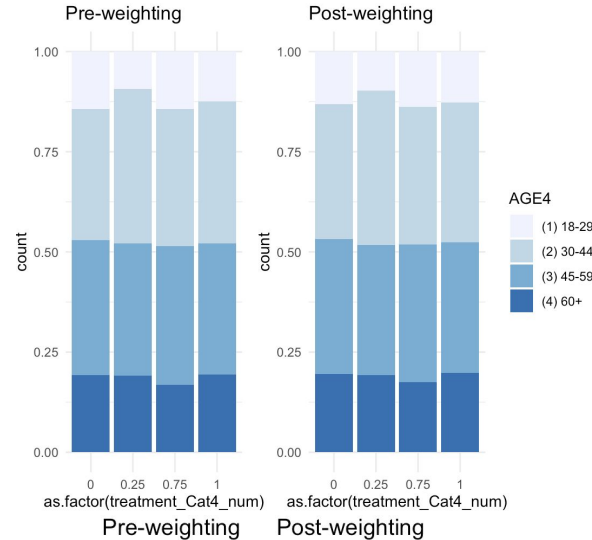 Pre-weighting
Post-weighting
1.00
0.75
0.50
0.25
0.00
count
0 0.25 0.75 1
as.factor(treatment_Cat4_num)
1.00
0.75
0.50
0.25
0.00
count
0 0.25 0.75 1
as.factor(treatment_Cat4_num)
AGE4
(1) 18-29
(2) 30-44
(3) 45-59
(4) 60+
Pre-weighting
Post-weighting